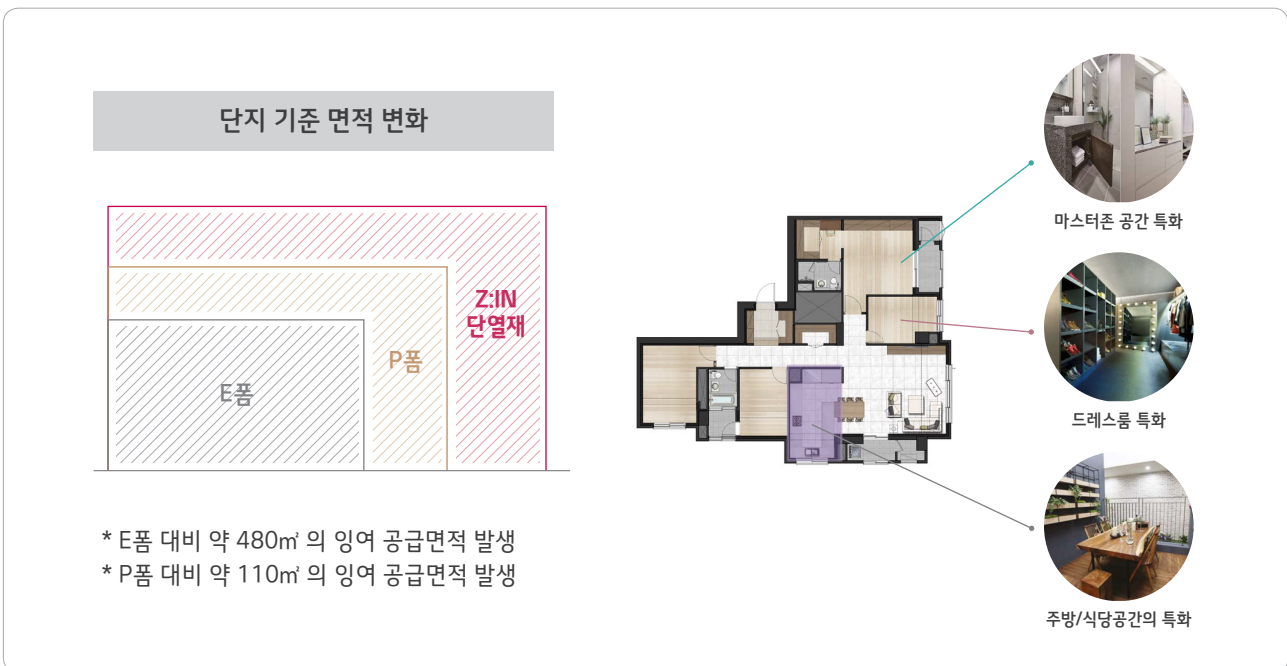 단지 기준 면적 변화
Z:IN
단열재
P폼
E폼
* E폼 대비 약 480㎡ 의 잉여 공급면적 발생
* P폼 대비 약 110㎡ 의 잉여 공급면적 발생
마스터존 공간 특화
드레스룸 특화
주방/식당공간의 특화